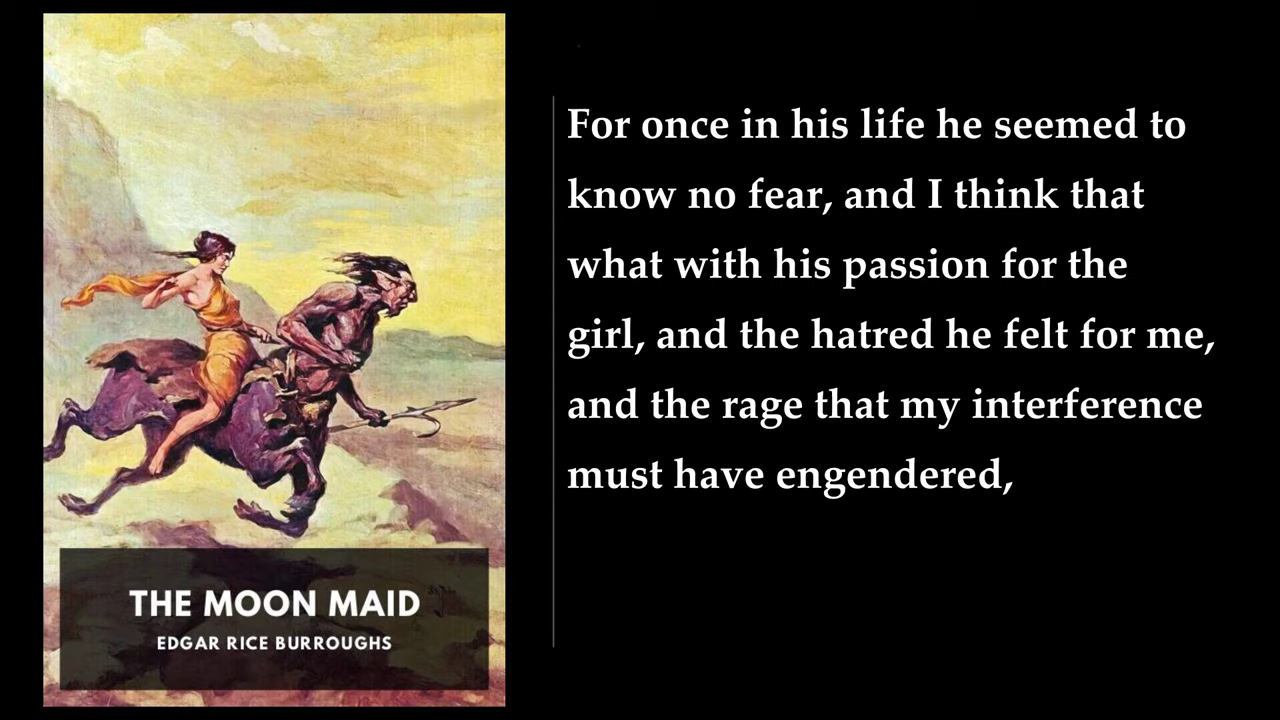 THE MOON MAID
EDGAR RICE BURROUGHS
For once in his life he seemed to
know no fear, and I think that
what with his passion for the
girl, and the hatred he felt for me,
and the rage that my interference
must have engendered,